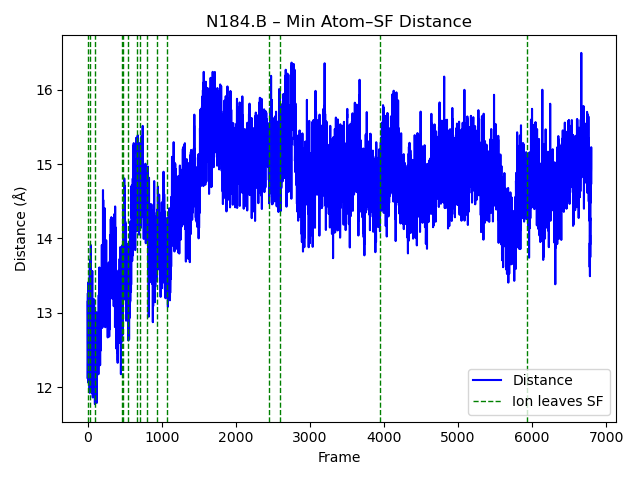 N184.B – Min Atom–SF Distance
Distance (Å)
16
15
14
13
12
Distance
Ion leaves SF
0 1000 2000 3000 4000 5000 6000 7000
Frame